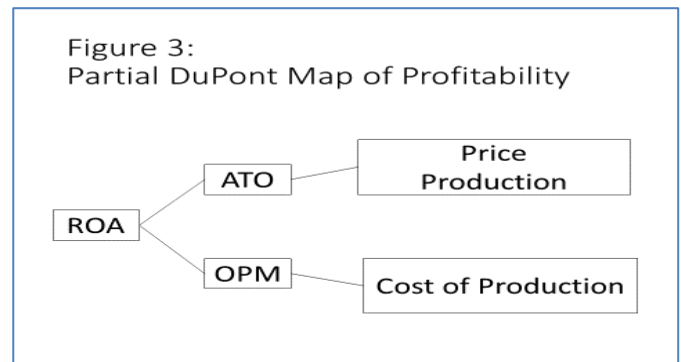 Figure 3:
Partial DuPont Map of Profitability
Price
Production
ATO
ROA
OPM
Cost of Production